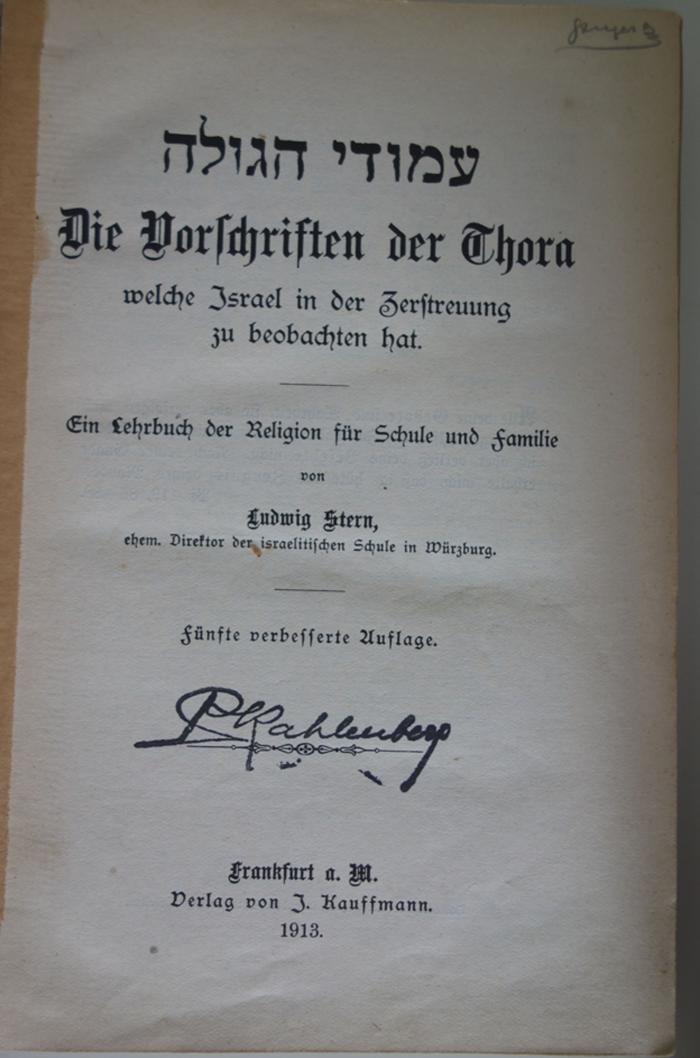 עמודי הגולה
Die Vorschriften der Thora
welche Israel in der Zerstreuung
zu beobachten hat.
Ein Lehrbuch der Religion für Schule und Familie
von
Ludwig Stern,
ehem. Direktor der israelitischen Schule in Würzburg.
Fünfte verbesserte Auflage.
R Kahlenberg
Frankfurt a. M.
Verlag von J. Kauffmann.
1913.